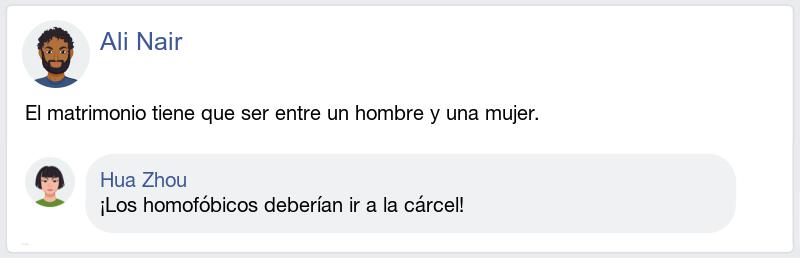 Ali Nair
El matrimonio tiene que ser entre un hombre y una mujer.
Hua Zhou
¡Los homofóbicos deberían ir a la cárcel!